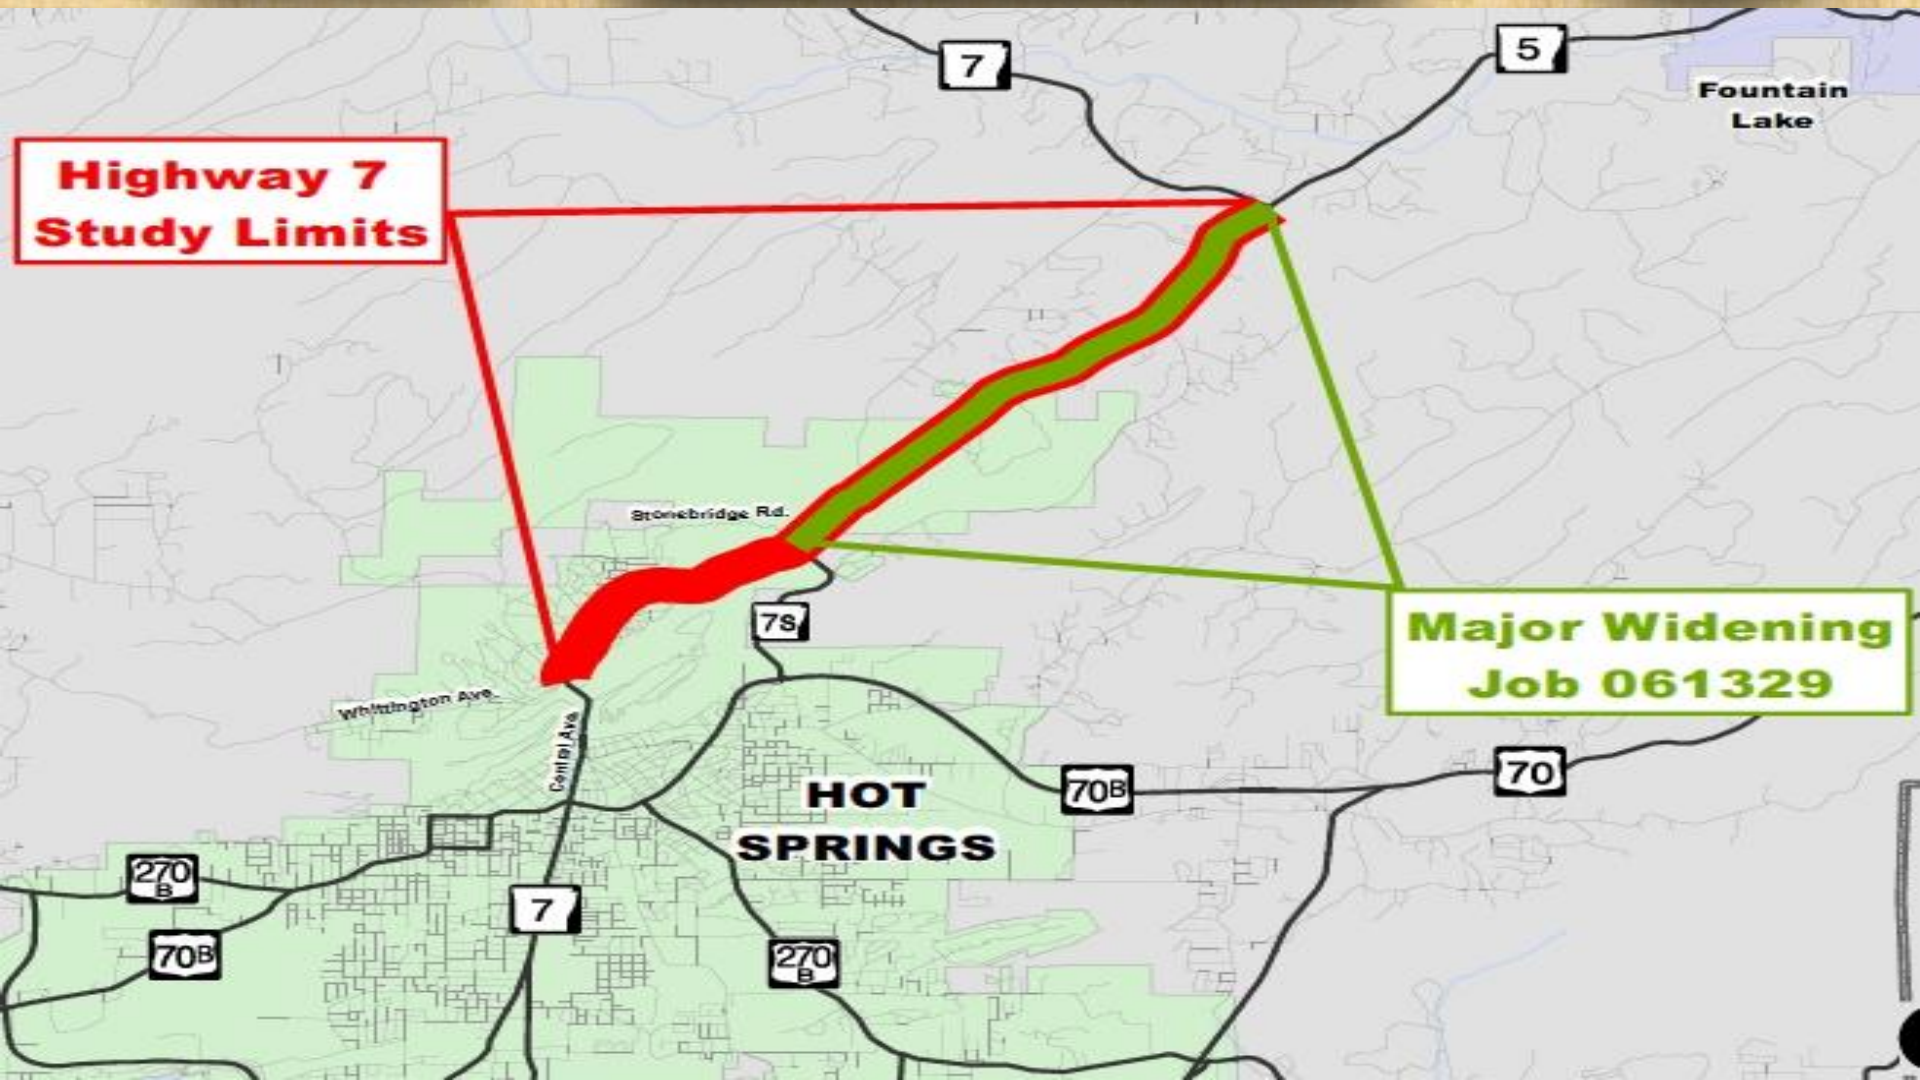 7
5
Fountain
Lake
Highway 7
Study Limits
Stonebridge Rd.
7S
Major Widening
Job 061329
Whittington Ave.
Central Ave.
HOT
SPRINGS
70B
70
270
B
7
70B
270
B